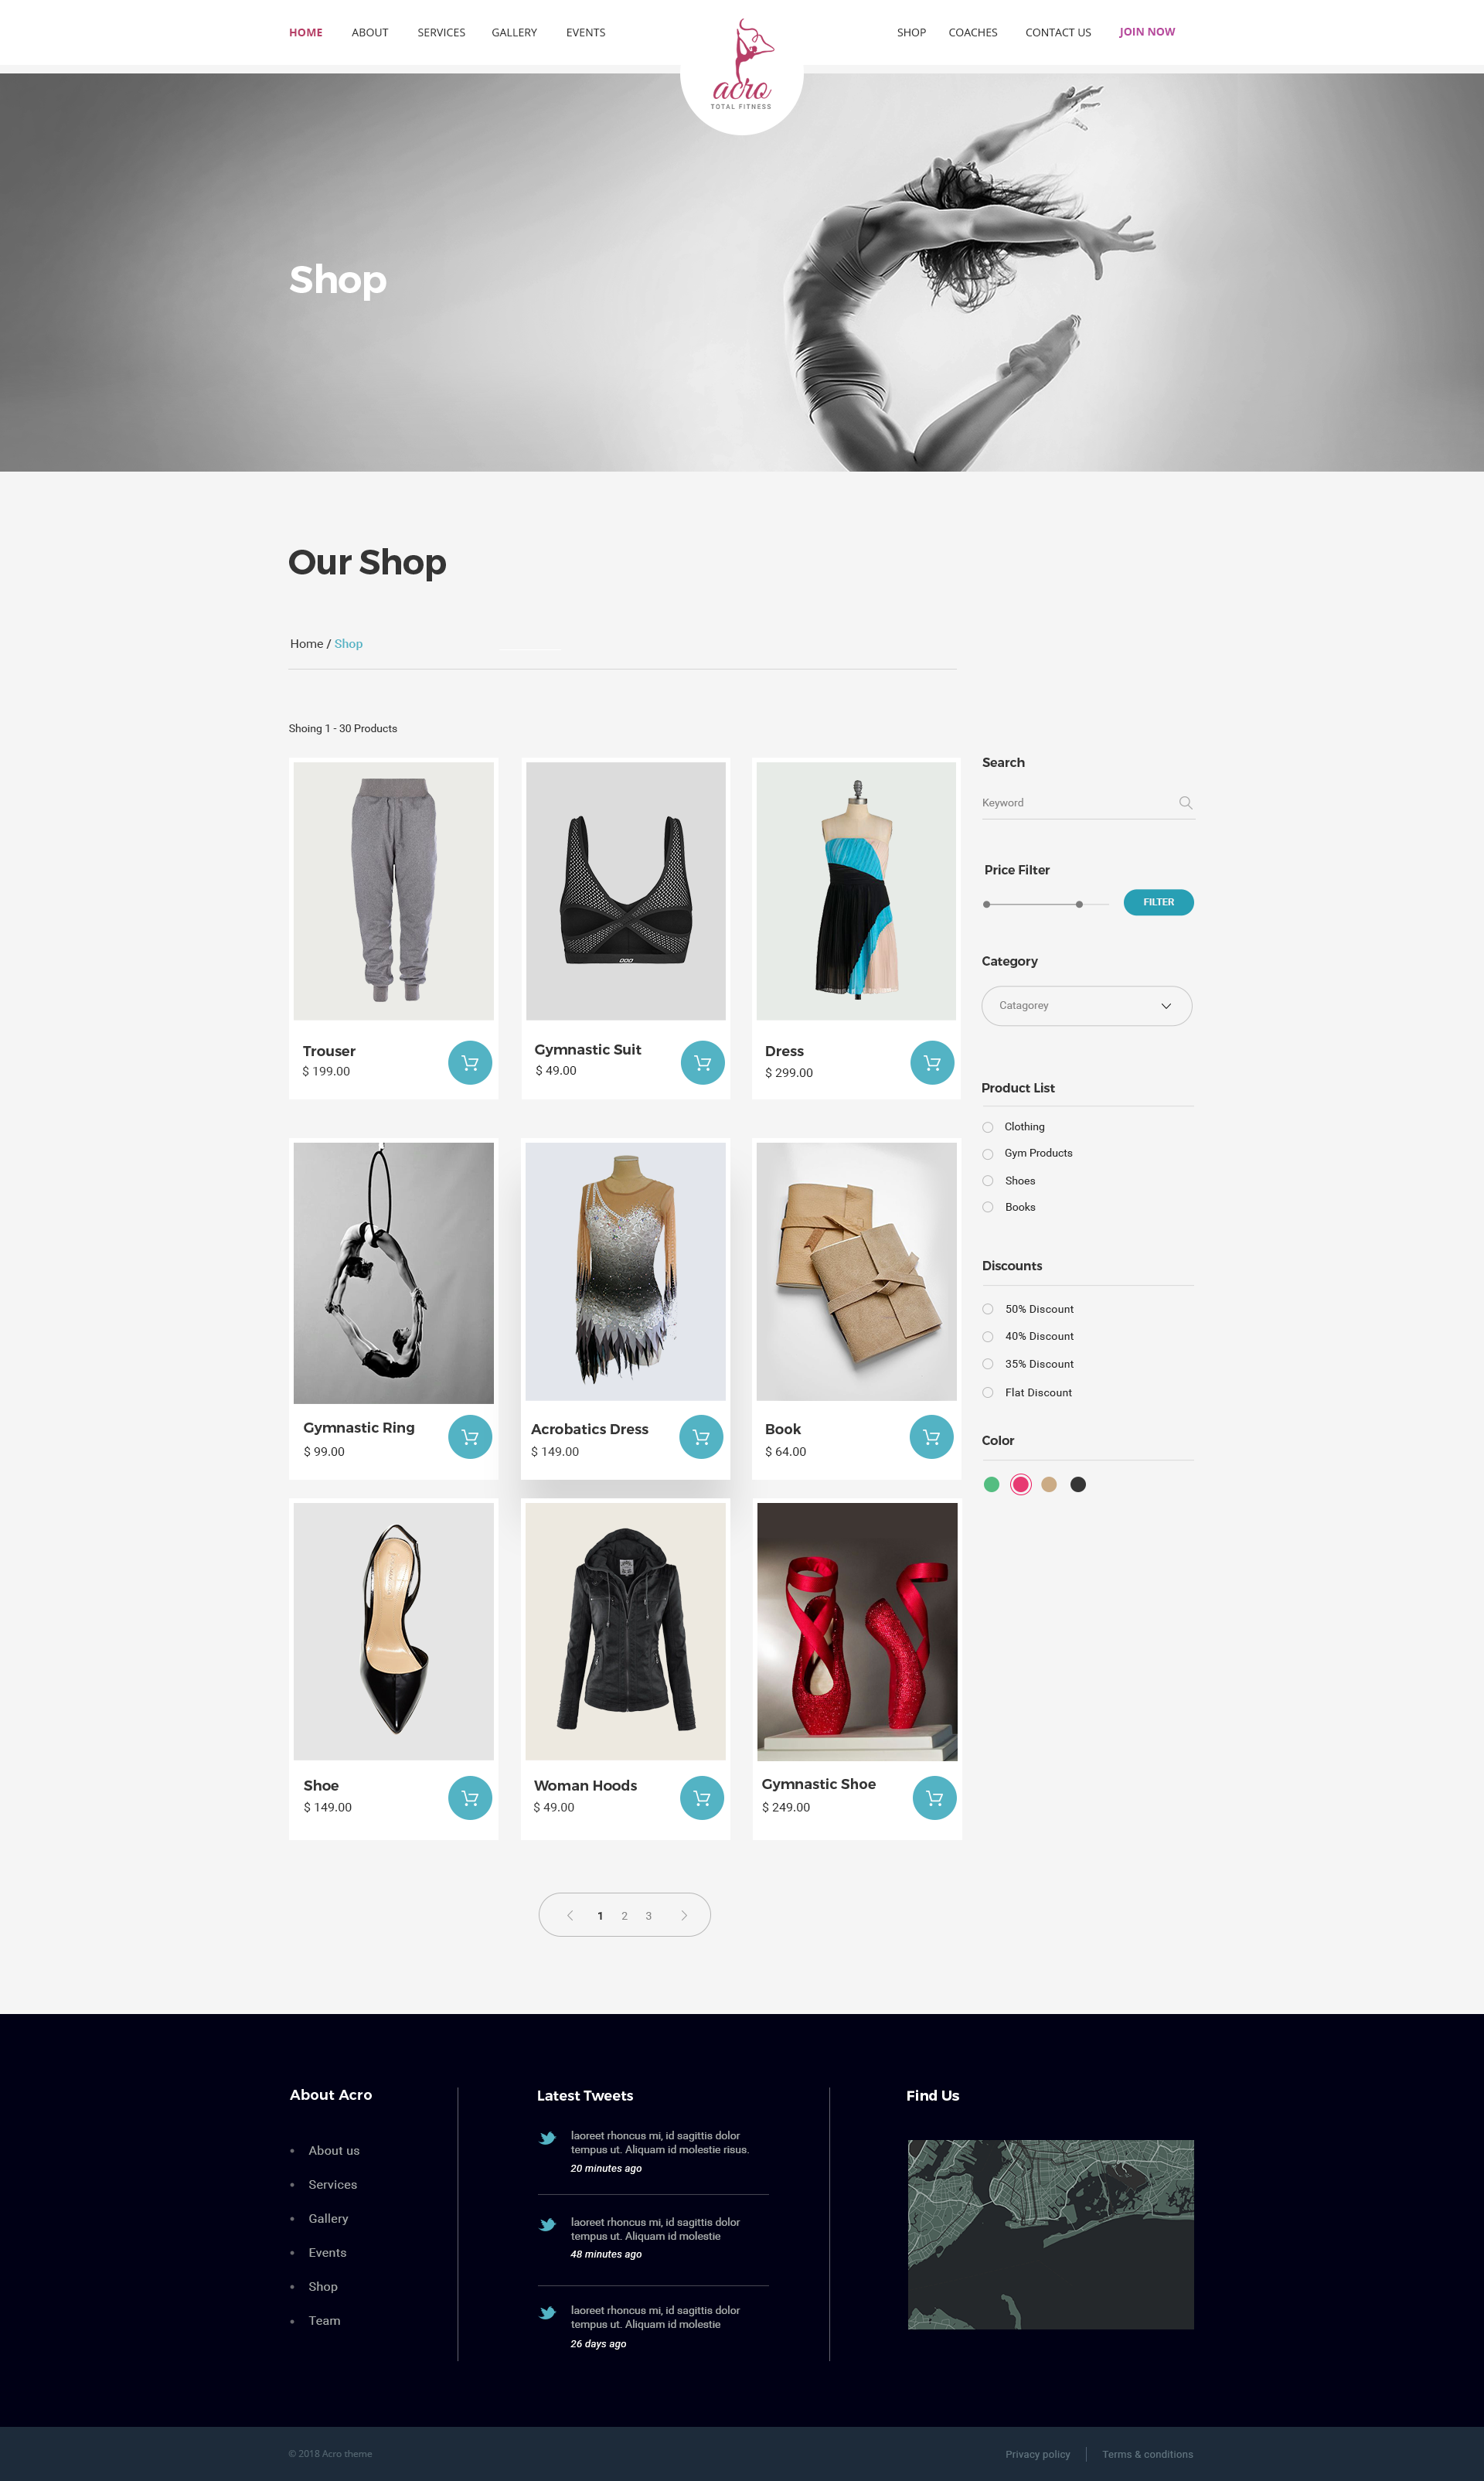 HOME ABOUT SERVICES GALLERY EVENTS SHOP COACHES CONTACT US JOIN NOW
acro
TOTAL FITNESS
Shop
Our Shop
Home / Shop
Shoing 1 - 30 Products
Trouser
$ 199.00
Gymnastic Suit
$ 49.00
Dress
$ 299.00
Gymnastic Ring
$ 99.00
Acrobatics Dress
$ 149.00
Book
$ 64.00
Shoe
$ 149.00
Woman Hoods
$ 49.00
Gymnastic Shoe
$ 249.00
1 2 3
Search
Keyword
Price Filter
FILTER
Category
Catagorey
Product List
Clothing
Gym Products
Shoes
Books
Discounts
50% Discount
40% Discount
35% Discount
Flat Discount
Color
About Acro
About us
Services
Gallery
Events
Shop
Team
Latest Tweets
laoreet rhoncus mi, id sagittis dolor
tempus ut. Aliquam id molestie risus.
20 minutes ago
laoreet rhoncus mi, id sagittis dolor
tempus ut. Aliquam id molestie
48 minutes ago
laoreet rhoncus mi, id sagittis dolor
tempus ut. Aliquam id molestie
26 days ago
Find Us
© 2018 Acro theme
Privacy policy
Terms & conditions